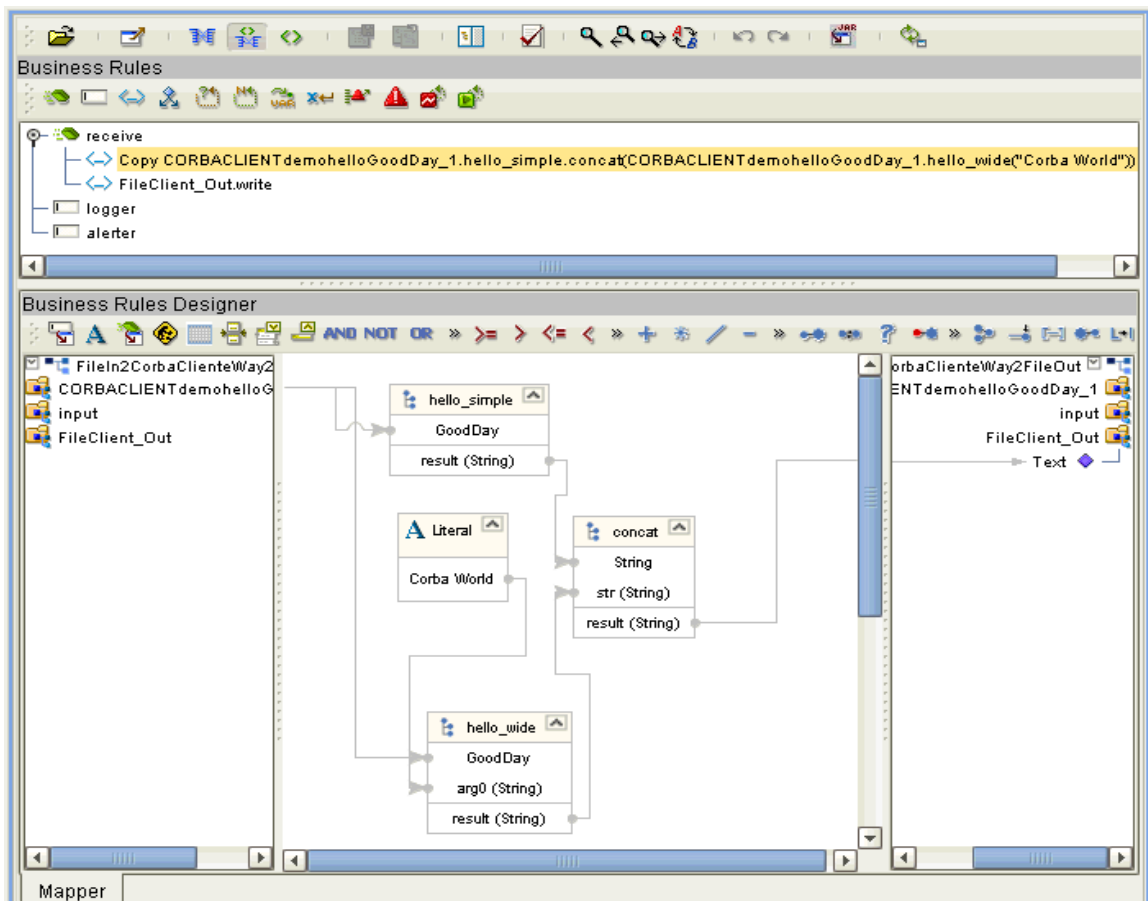 JAR
Business Rules
VAR
receive
Copy CORBACLIENTdemohelloGoodDay_1.hello_simple.concat(CORBACLIENTdemohelloGoodDay_1.hello_wide("Corba World"))
FileClient_Out.write
logger
alerter
Business Rules Designer
A AND NOT OR » >= > <= < » + / - » ? » L+I
FileIn2CorbaClienteWay2
CORBACLIENTdemohelloG
input
FileClient_Out
hello_simple
GoodDay
result (String)
A Literal
Corba World
concat
String
str (String)
result (String)
hello_wide
GoodDay
arg0 (String)
result (String)
orbaClienteWay2FileOut
ENTdemohelloGoodDay_1
input
FileClient_Out
Text
Mapper